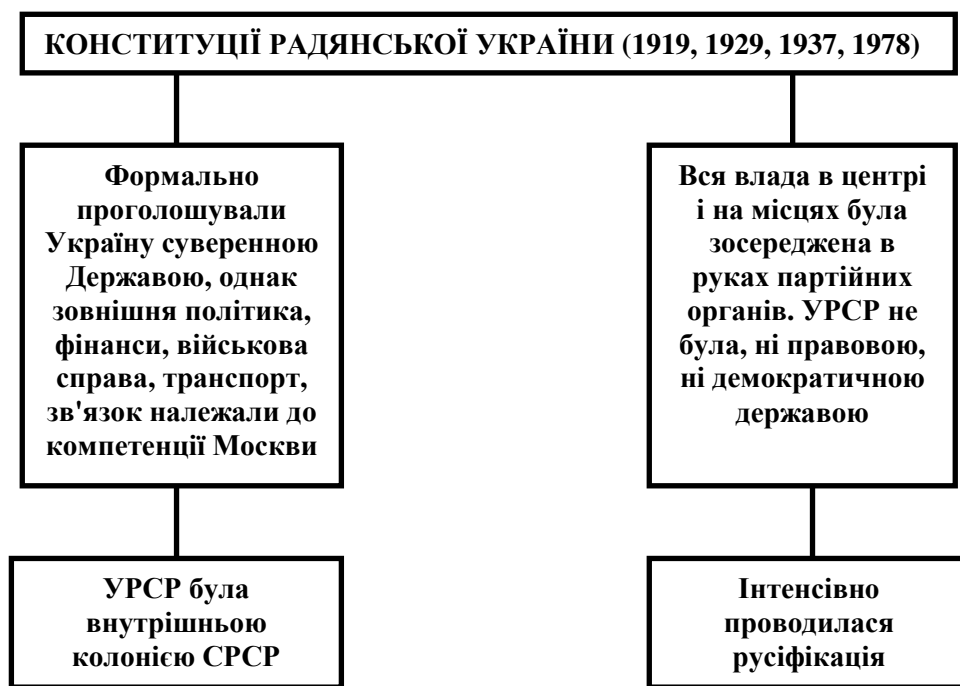 КОНСТИТУЦІЇ РАДЯНСЬКОЇ УКРАЇНИ (1919, 1929, 1937, 1978)
Формально
проголошували
Україну суверенною
Державою, однак
зовнішня політика,
фінанси, військова
справа, транспорт,
зв'язок належали до
компетенції Москви
Вся влада в центрі
і на місцях була
зосереджена в
руках партійних
органів. УРСР не
була, ні правовою,
ні демократичною
державою
УРСР була
внутрішньою
колонією СРСР
Інтенсівно
проводилася
русіфікація